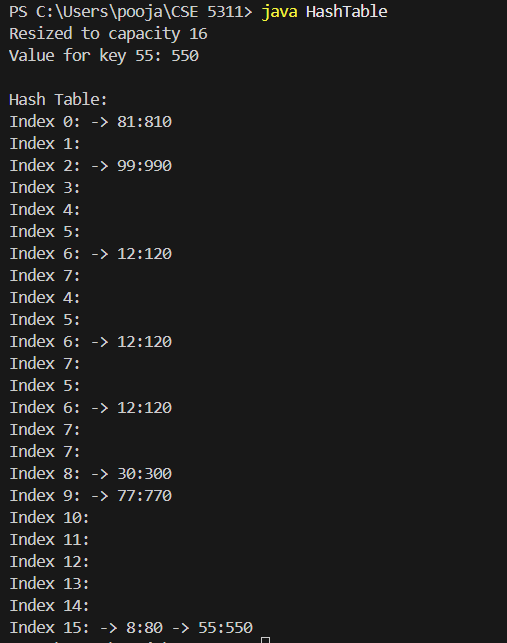 PS C:\Users\pooja\CSE 5311> java HashTable
Resized to capacity 16
Value for key 55: 550
Hash Table:
Index 0: -> 81:810
Index 1:
Index 2: -> 99:990
Index 3:
Index 4:
Index 5:
Index 6: -> 12:120
Index 7:
Index 4:
Index 5:
Index 6: -> 12:120
Index 7:
Index 5:
Index 6: -> 12:120
Index 7:
Index 7:
Index 8: -> 30:300
Index 9: -> 77:770
Index 10:
Index 11:
Index 12:
Index 13:
Index 14:
Index 15: -> 8:80 -> 55:550